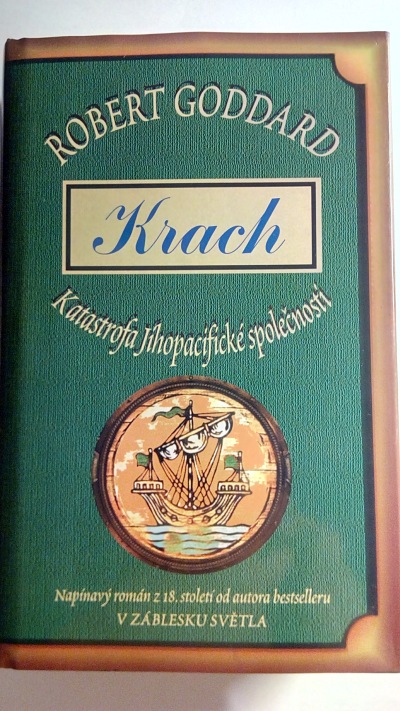 ROBERT GODDARD
Krach
Katastrofa Jihopacifické společnosti
Napínavý román z 18. století od autora bestselleru
V ZÁBLESKU SVĚTLA